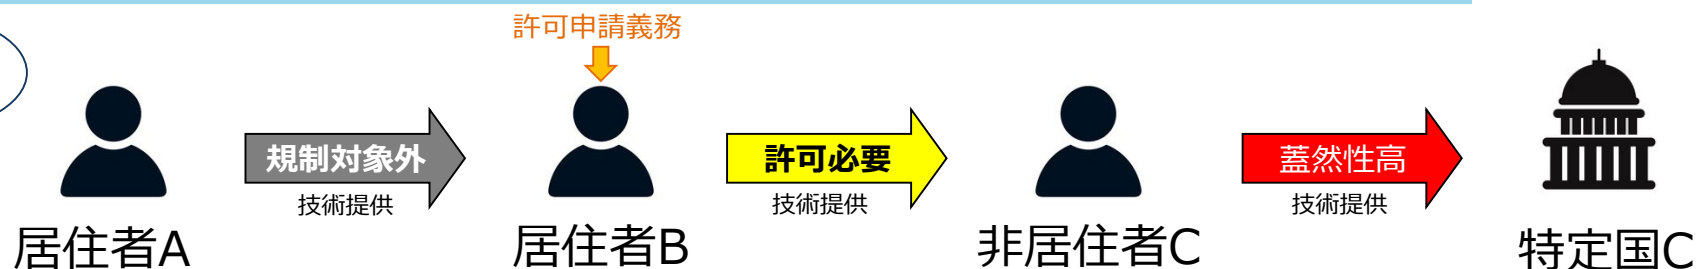 許可申請義務
規制対象外
許可必要
蓋然性高
技術提供
技術提供
技術提供
居住者A
居住者B
非居住者C
特定国C